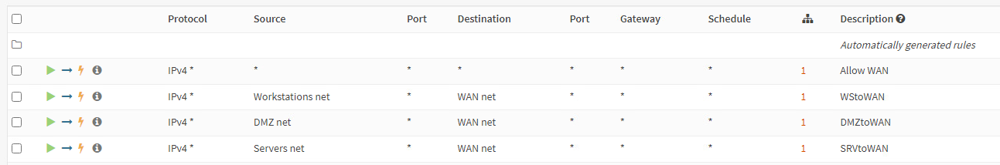 Protocol Source Port Destination Port Gateway Schedule Description
Automatically generated rules
IPv4 * * * * * * * 1 Allow WAN
IPv4 * Workstations net * WAN net * * * 1 WStoWAN
IPv4 * DMZ net * WAN net * * * 1 DMZtoWAN
IPv4 * Servers net * WAN net * * * 1 SRVtoWAN